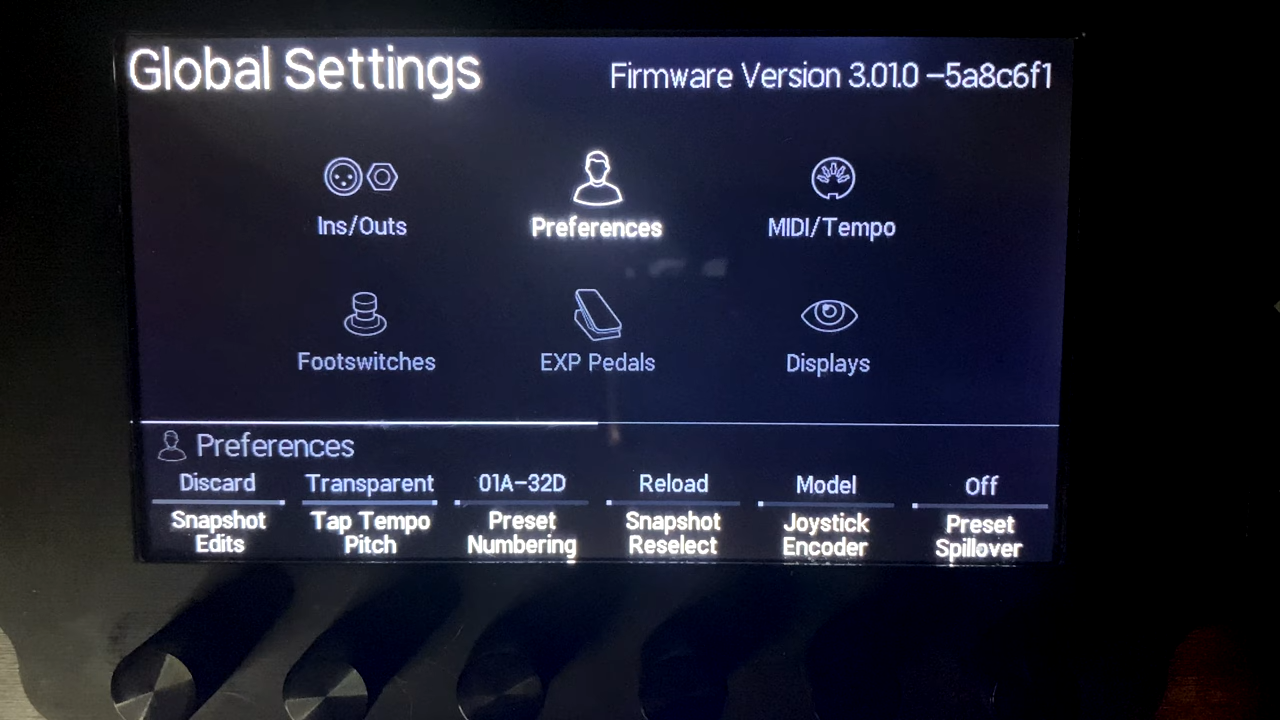 Global Settings
Firmware Version 3.01.0 –5a8c6f1
Ins/Outs
Preferences
MIDI/Tempo
Footswitches
EXP Pedals
Displays
Preferences
Discard
Transparent
01A–32D
Reload
Model
Off
Snapshot
Edits
Tap Tempo
Pitch
Preset
Numbering
Snapshot
Reselect
Joystick
Encoder
Preset
Spillover